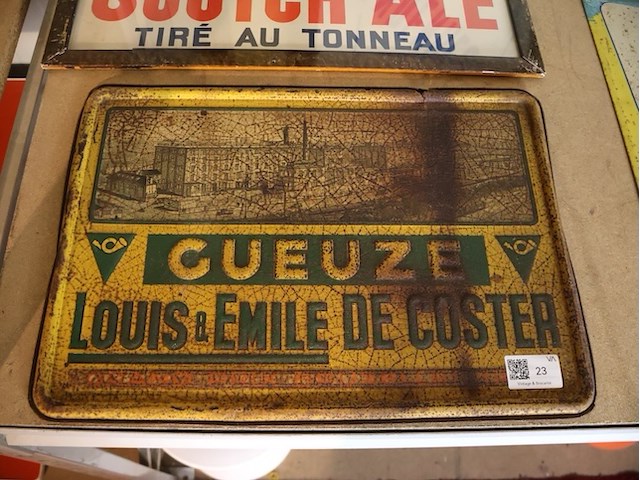 SCOTCH ALE
TIRÉ AU TONNEAU
GUEUZE
LOUIS & EMILE DE COSTER
23